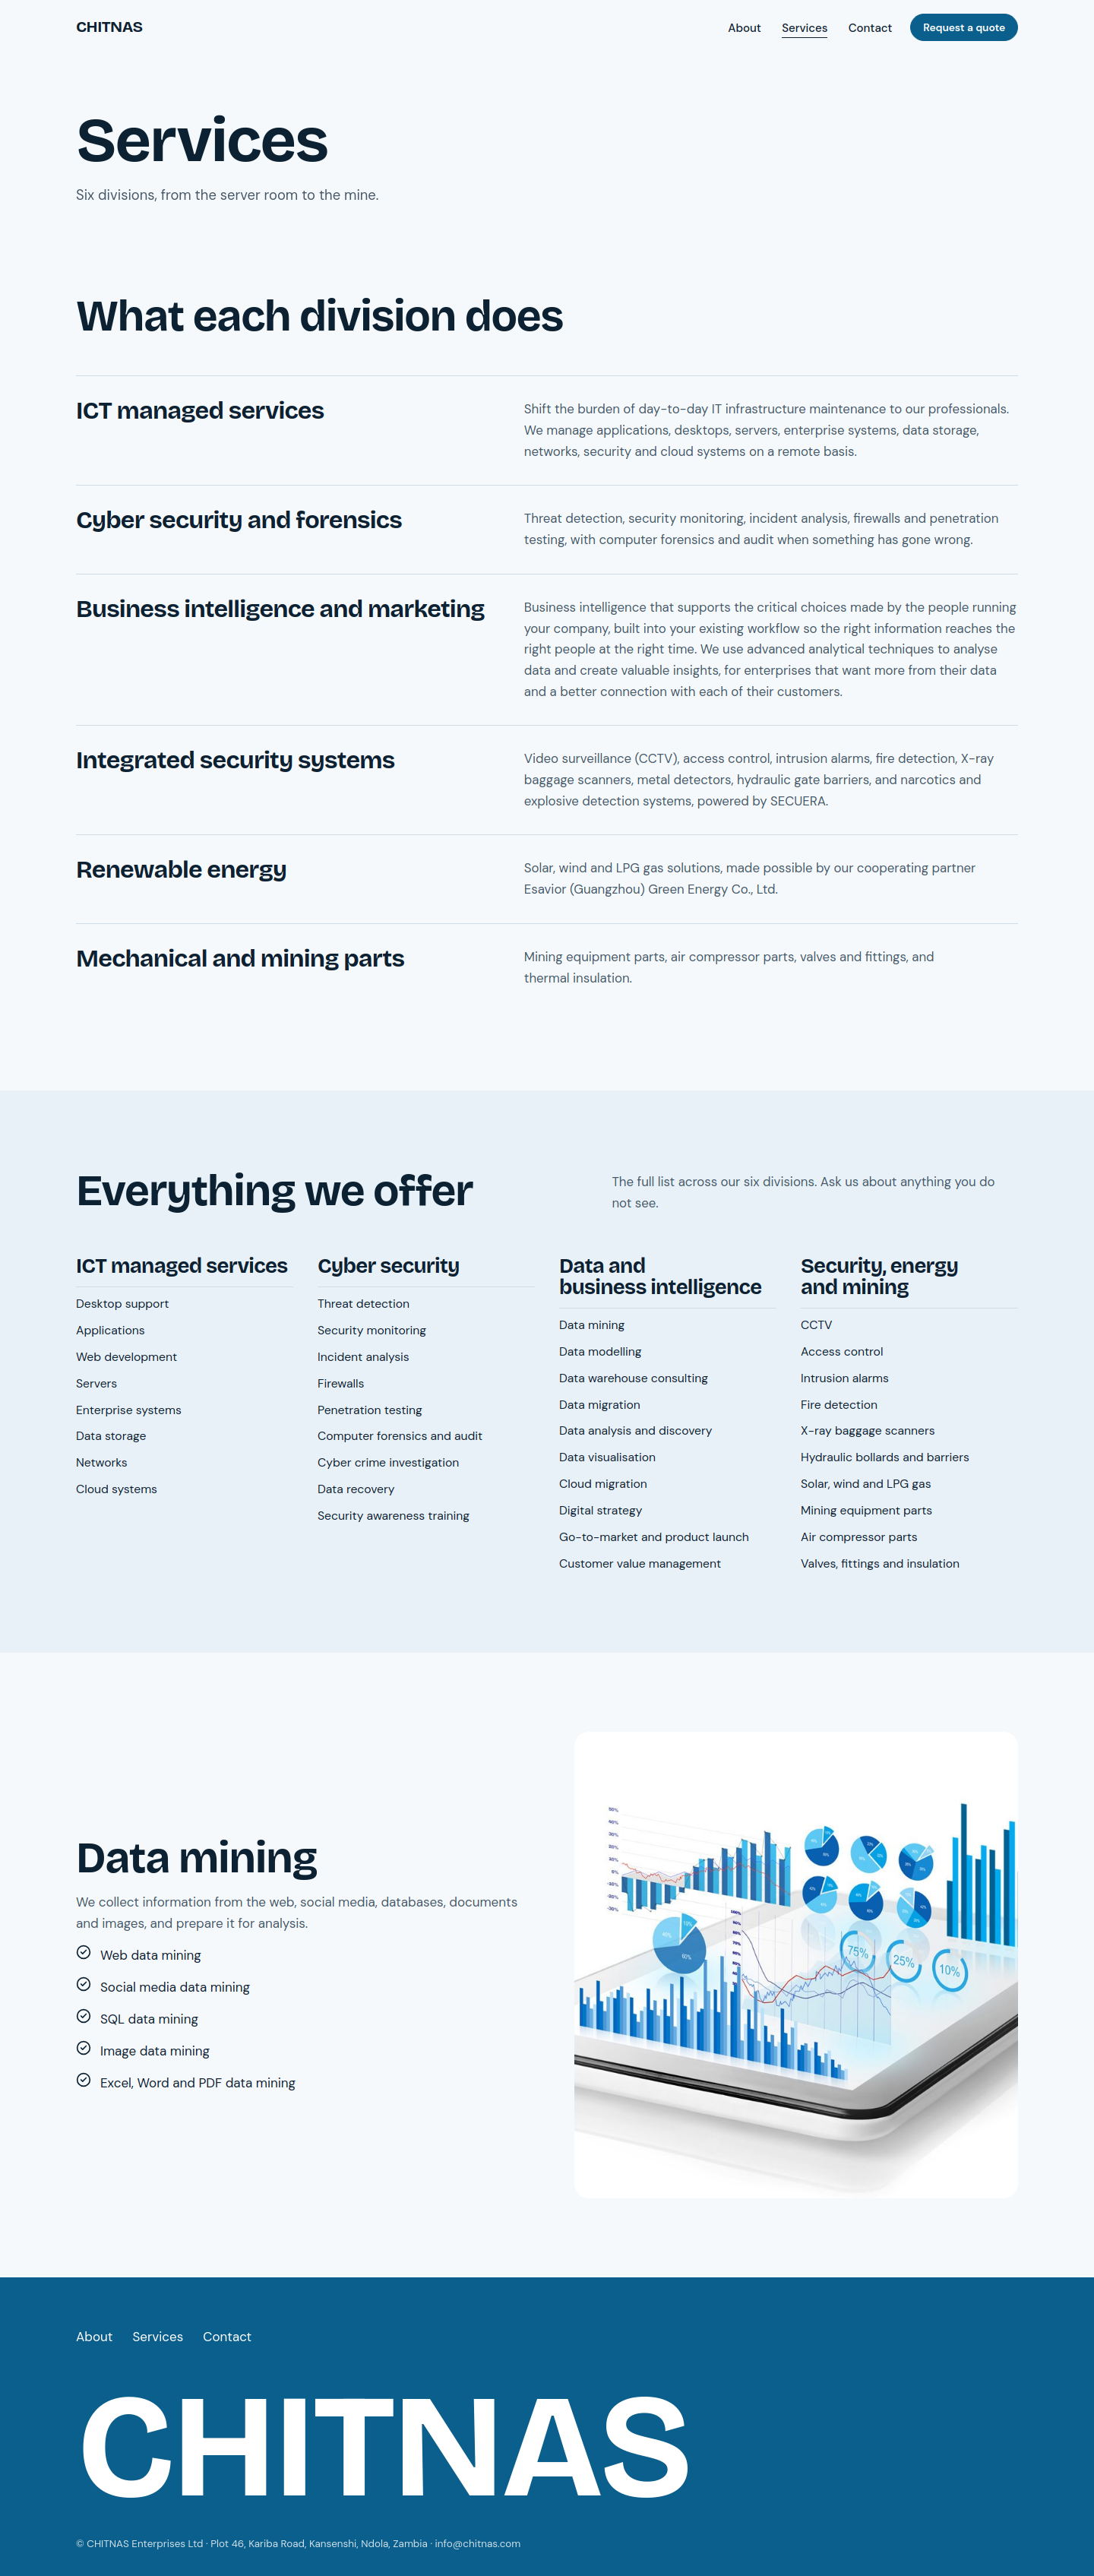 CHITNAS
About Services Contact Request a quote
Services
Six divisions, from the server room to the mine.
What each division does
ICT managed services
Shift the burden of day-to-day IT infrastructure maintenance to our professionals.
We manage applications, desktops, servers, enterprise systems, data storage,
networks, security and cloud systems on a remote basis.
Cyber security and forensics
Threat detection, security monitoring, incident analysis, firewalls and penetration
testing, with computer forensics and audit when something has gone wrong.
Business intelligence and marketing
Business intelligence that supports the critical choices made by the people running
your company, built into your existing workflow so the right information reaches the
right people at the right time. We use advanced analytical techniques to analyse
data and create valuable insights, for enterprises that want more from their data
and a better connection with each of their customers.
Integrated security systems
Video surveillance (CCTV), access control, intrusion alarms, fire detection, X-ray
baggage scanners, metal detectors, hydraulic gate barriers, and narcotics and
explosive detection systems, powered by SECUERA.
Renewable energy
Solar, wind and LPG gas solutions, made possible by our cooperating partner
Esavior (Guangzhou) Green Energy Co., Ltd.
Mechanical and mining parts
Mining equipment parts, air compressor parts, valves and fittings, and
thermal insulation.
Everything we offer
The full list across our six divisions. Ask us about anything you do
not see.
ICT managed services
Desktop support
Applications
Web development
Servers
Enterprise systems
Data storage
Networks
Cloud systems
Cyber security
Threat detection
Security monitoring
Incident analysis
Firewalls
Penetration testing
Computer forensics and audit
Cyber crime investigation
Data recovery
Security awareness training
Data and
business intelligence
Data mining
Data modelling
Data warehouse consulting
Data migration
Data analysis and discovery
Data visualisation
Cloud migration
Digital strategy
Go-to-market and product launch
Customer value management
Security, energy
and mining
CCTV
Access control
Intrusion alarms
Fire detection
X-ray baggage scanners
Hydraulic bollards and barriers
Solar, wind and LPG gas
Mining equipment parts
Air compressor parts
Valves, fittings and insulation
Data mining
We collect information from the web, social media, databases, documents
and images, and prepare it for analysis.
Web data mining
Social media data mining
SQL data mining
Image data mining
Excel, Word and PDF data mining
75%
25%
10%
About Services Contact
CHITNAS
© CHITNAS Enterprises Ltd · Plot 46, Kariba Road, Kansenshi, Ndola, Zambia · info@chitnas.com